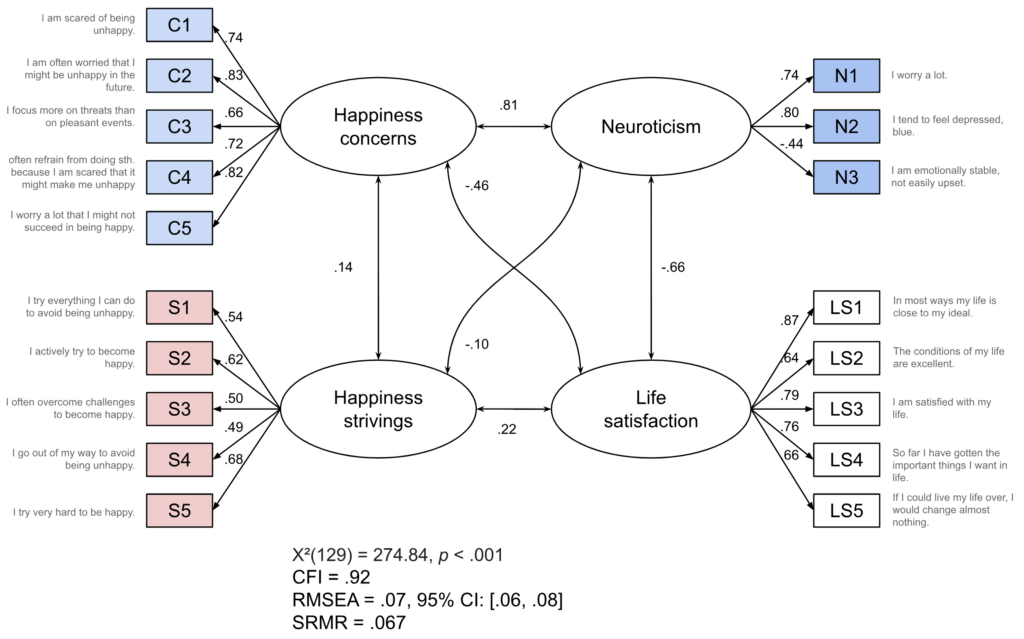 I am scared of being
unhappy.
C1
.74
I am often worried that I
might be unhappy in the
future.
C2
.83
I focus more on threats than
on pleasant events.
C3
.66
often refrain from doing sth.
because I am scared that it
might make me unhappy
C4
.72
I worry a lot that I might not
succeed in being happy.
C5
.82
Happiness
concerns
.81
Neuroticism
.74
N1
I worry a lot.
.80
N2
I tend to feel depressed,
blue.
-.44
N3
I am emotionally stable,
not easily upset.
-.46
.14
-.66
-.10
I try everything I can do
to avoid being unhappy.
S1
.54
I actively try to become
happy.
S2
.62
I often overcome challenges
to become happy.
S3
.50
I go out of my way to avoid
being unhappy.
S4
.49
I try very hard to be happy.
S5
.68
Happiness
strivings
.22
Life
satisfaction
.87
LS1
In most ways my life is
close to my ideal.
.64
LS2
The conditions of my life
are excellent.
.79
LS3
I am satisfied with my
life.
.76
LS4
So far I have gotten the
important things I want in
life.
.66
LS5
If I could live my life over, I
would change almost
nothing.
X²(129) = 274.84, p < .001
CFI = .92
RMSEA = .07, 95% CI: [.06, .08]
SRMR = .067